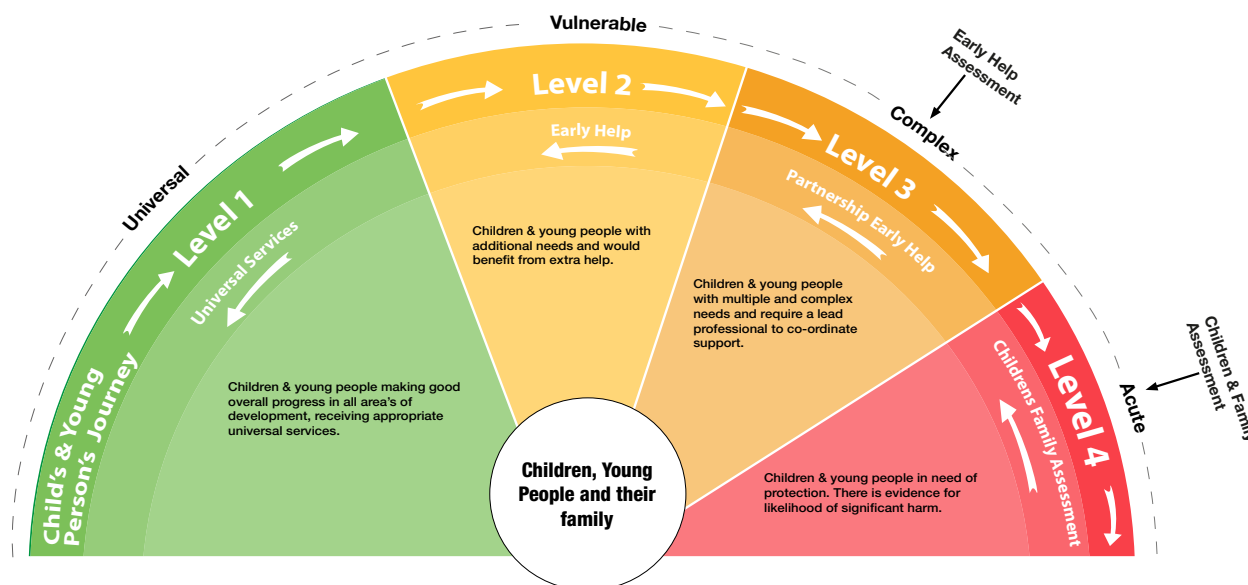 Vulnerable
Early Help
Assessment
Universal
Level 2
Complex
Early Help
Level 1
Level 3
Universal Services
Partnership Early Help
Children & young people with
additional needs and would
benefit from extra help.
Children & young people
with multiple and complex
needs and require a lead
professional to co-ordinate
support.
Children & Family
Assessment
Acute
Level 4
Childrens Family Assessment
Child's & Young
Person's Journey
Children & young people making good
overall progress in all area's of
development, receiving appropriate
universal services.
Children, Young
People and their
family
Children & young people in need of
protection. There is evidence for
likelihood of significant harm.